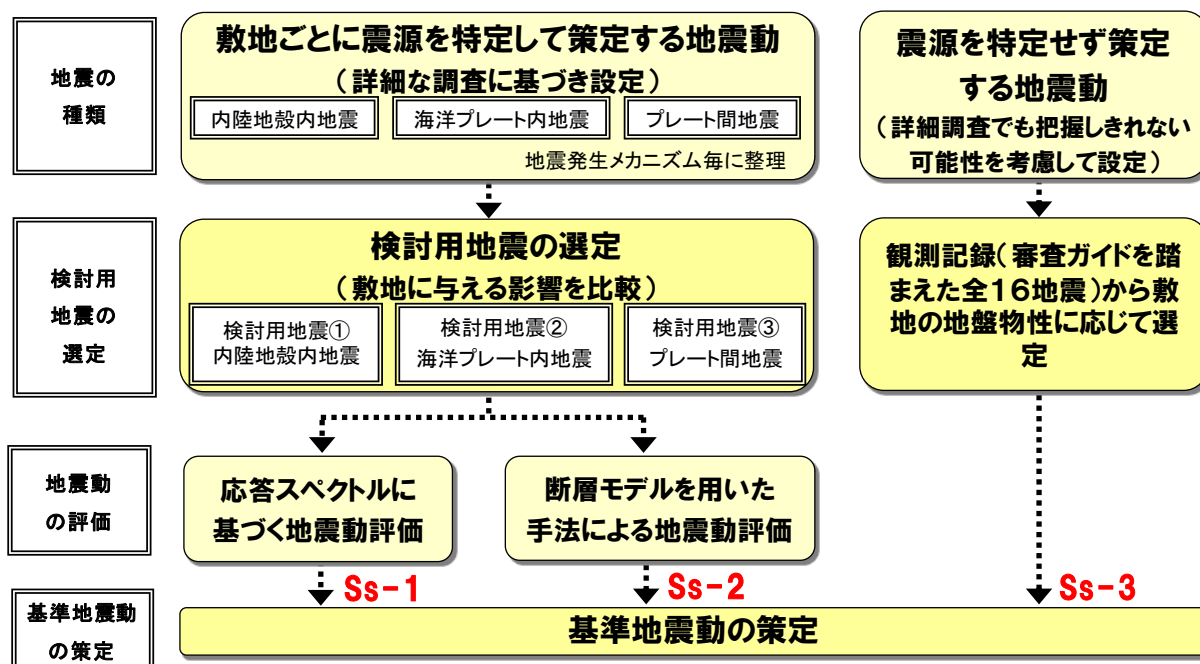 地震の
種類
敷地ごとに震源を特定して策定する地震動
(詳細な調査に基づき設定)
内陸地殻内地震
海洋プレート内地震
プレート間地震
地震発生メカニズム毎に整理
震源を特定せず策定
する地震動
(詳細調査でも把握しきれない
可能性を考慮して設定)
検討用
地震の
選定
検討用地震の選定
(敷地に与える影響を比較)
検討用地震①
内陸地殻内地震
検討用地震②
海洋プレート内地震
検討用地震③
プレート間地震
観測記録(審査ガイドを踏
まえた全16地震)から敷
地の地盤物性に応じて選
定
地震動
の評価
応答スペクトルに
基づく地震動評価
断層モデルを用いた
手法による地震動評価
Ss-1
Ss-2
Ss-3
基準地震動
の策定
基準地震動の策定